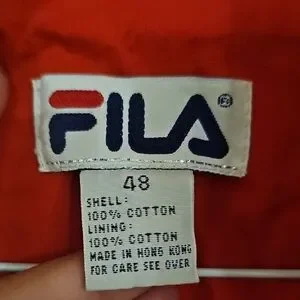 FILA®
48
SHELL:
100% COTTON
LINING:
100% COTTON
MADE IN HONG KONG
FOR CARE SEE OVER